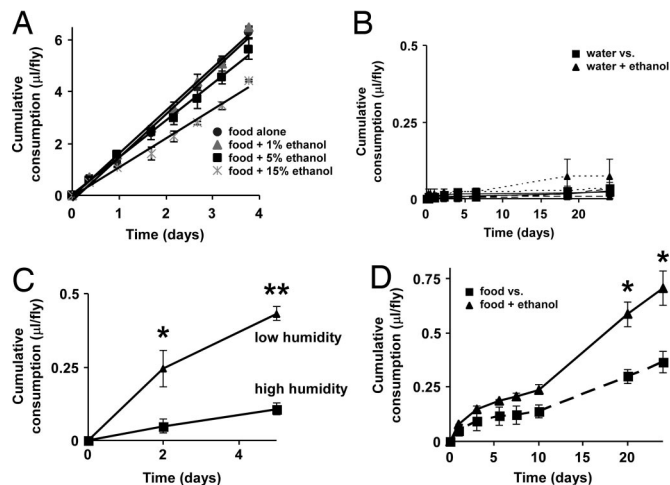 A
Cumulative
consumption (µl/fly)
6
4
2
0
food alone
food + 1% ethanol
food + 5% ethanol
food + 15% ethanol
0 1 2 3 4
Time (days)
B
Cumulative
consumption (µl/fly)
0.5
0.25
0
water vs.
water + ethanol
0 5 10 15 20
Time (days)
C
Cumulative
consumption (µl/fly)
0.5
0.25
0
*
**
low humidity
high humidity
0 2 4
Time (days)
D
Cumulative
consumption (µl/fly)
0.75
0.5
0.25
0
food vs.
food + ethanol
*
*
0 5 10 15 20
Time (days)